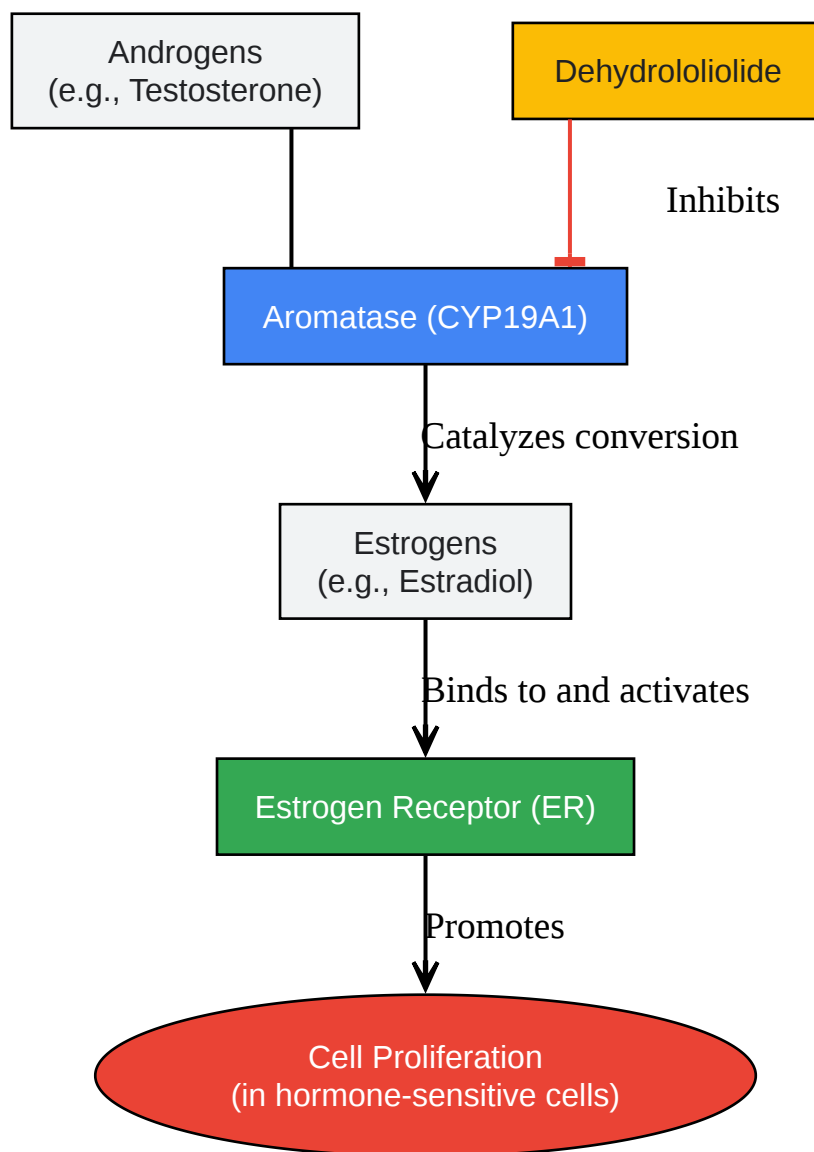 Androgens
(e.g., Testosterone)
Dehydrololiolide
Inhibits
Aromatase (CYP19A1)
Catalyzes conversion
Estrogens
(e.g., Estradiol)
Binds to and activates
Estrogen Receptor (ER)
Promotes
Cell Proliferation
(in hormone-sensitive cells)